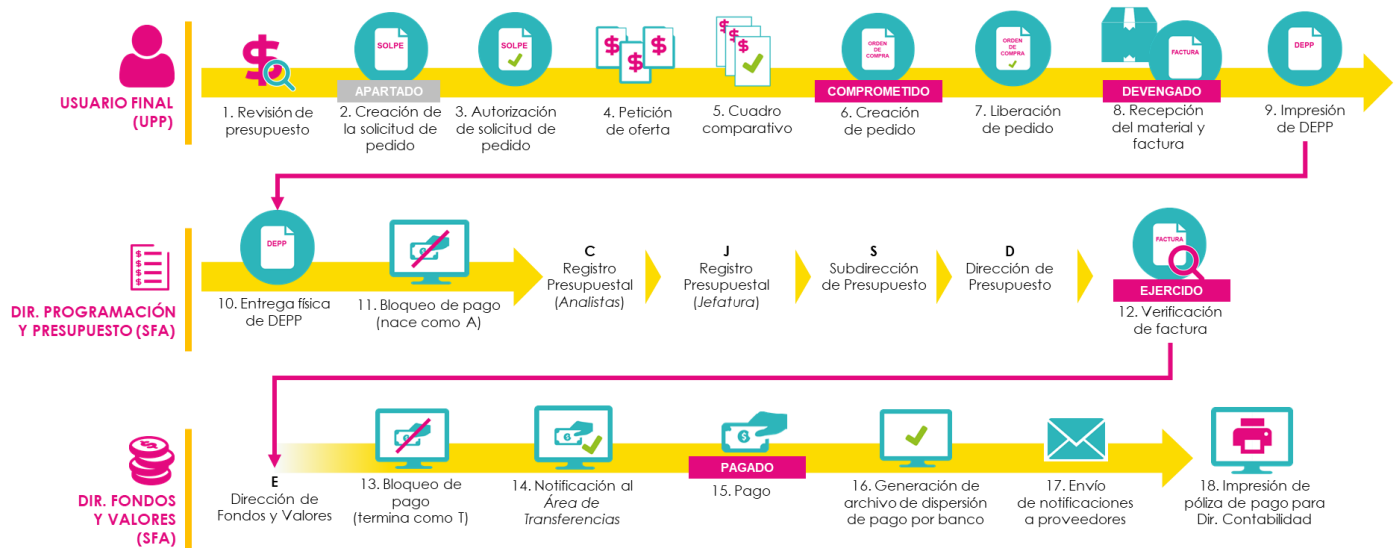 USUARIO FINAL
(UPP)
SOLPE
APARTADO
SOLPE
ORDEN
DE
COMPRA
COMPROMETIDO
ORDEN
DE
COMPRA
FACTURA
DEVENGADO
DEPP
1. Revisión de
presupuesto
2. Creación de
la solicitud de
pedido
3. Autorización
de solicitud de
pedido
4. Petición
de oferta
5. Cuadro
comparativo
6. Creación
de pedido
7. Liberación
de pedido
8. Recepción
del material y
factura
9. Impresión
de DEPP
DIR. PROGRAMACIÓN
Y PRESUPUESTO (SFA)
DEPP
10. Entrega física
de DEPP
11. Bloqueo de pago
(nace como A)
C
Registro
Presupuestal
(Analistas)
J
Registro
Presupuestal
(Jefatura)
S
Subdirección
de Presupuesto
D
Dirección de
Presupuesto
FACTURA
EJERCIDO
12. Verificación
de factura
DIR. FONDOS
Y VALORES
(SFA)
E
Dirección de
Fondos y Valores
13. Bloqueo de
pago
(termina como T)
14. Notificación al
Área de
Transferencias
PAGADO
15. Pago
16. Generación de
archivo de dispersión
de pago por banco
17. Envío
de notificaciones
a proveedores
18. Impresión de
póliza de pago para
Dir. Contabilidad